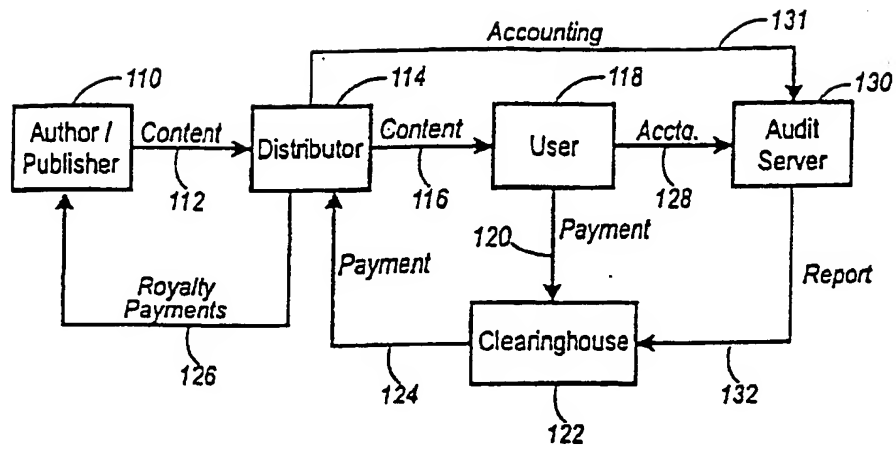 Accounting
131
110
114
118
130
Author /
Publisher
Content
112
Distributor
Content
116
User
Accta.
128
Audit
Server
120
Payment
Payment
Report
Royalty
Payments
126
124
Clearinghouse
122
132